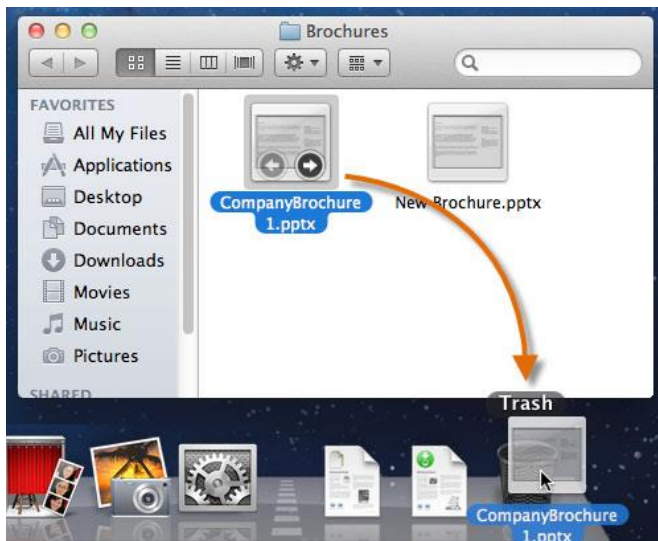 Brochures
FAVORITES
All My Files
Applications
Desktop
Documents
Downloads
Movies
Music
Pictures
SHARED
CompanyBrochure
1.pptx
New Brochure.pptx
Trash
CompanyBrochure
1.pptx